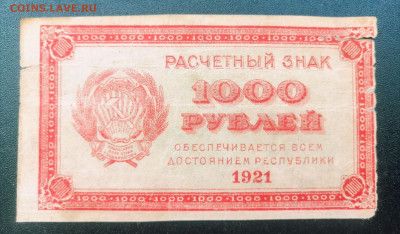 coins.lave.ru
РАСЧЕТНЫЙ ЗНАК
1000
РУБЛЕЙ
ОБЕСПЕЧИВАЕТСЯ ВСЕМ
ДОСТОЯНИЕМ РЕСПУБЛИКИ
1921